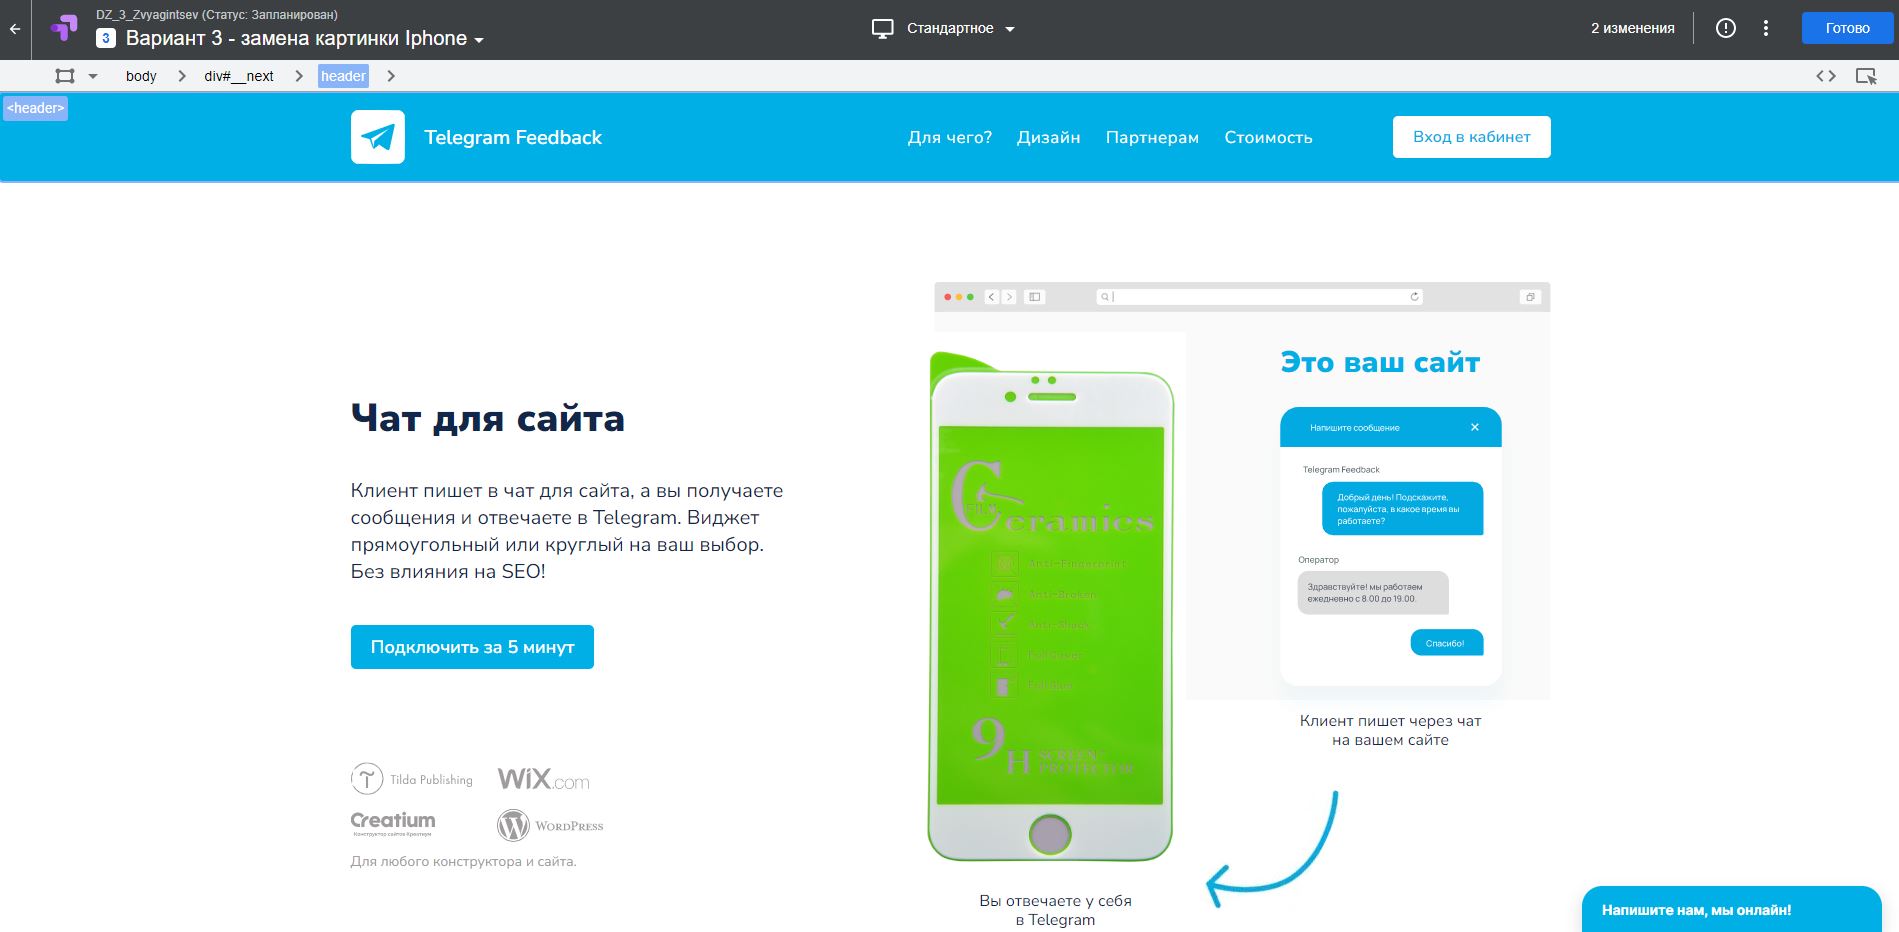 DZ_3_Zvyagintsev (Статус: Запланирован)
3 Вариант 3 - замена картинки Iphone
Стандартное
2 изменения
Готово
body
div#__next
header
<header>
Telegram Feedback
Для чего?
Дизайн
Партнерам
Стоимость
Вход в кабинет
Чат для сайта
Клиент пишет в чат для сайта, а вы получаете
сообщения и отвечаете в Telegram. Виджет
прямоугольный или круглый на ваш выбор.
Без влияния на SEO!
Подключить за 5 минут
Tilda Publishing
WiX.com
Creatium
Конструктор сайтов Креатиум
WORDPRESS
Для любого конструктора и сайта.
Ceramics
FILM
Anti-Fingerprint
Anti-Broken
Anti-Shock
Full Cover
9H SCREEN
PROTECTOR
Вы отвечаете у себя
в Telegram
Это ваш сайт
Напишите сообщение
Telegram Feedback
Добрый день! Подскажите,
пожалуйста, в какое время вы
работаете?
Оператор
Здравствуйте! мы работаем
ежедневно с 8.00 до 19.00.
Спасибо!
Клиент пишет через чат
на вашем сайте
Напишите нам, мы онлайн!